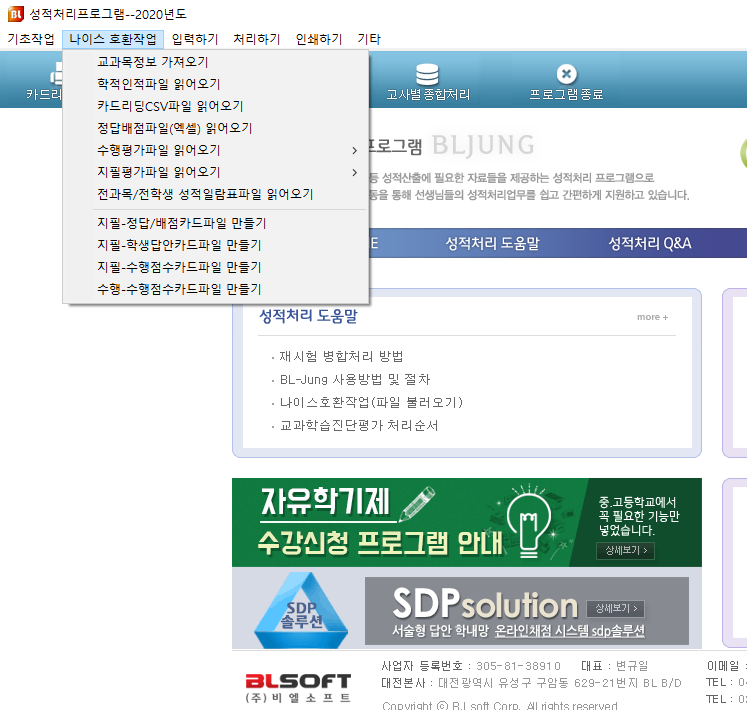 성적처리프로그램--2020년도
기초작업 나이스 호환작업 입력하기 처리하기 인쇄하기 기타
교과목정보 가져오기
학적인적파일 읽어오기
카드리딩CSV파일 읽어오기
정답배점파일(엑셀) 읽어오기
수행평가파일 읽어오기
지필평가파일 읽어오기
전과목/전학생 성적일람표파일 읽어오기
지필-정답/배점카드파일 만들기
지필-학생답안카드파일 만들기
지필-수행점수카드파일 만들기
수행-수행점수카드파일 만들기
카드리 고사별종합처리 프로그램종료
프로그램 BLJUNG
등 성적산출에 필요한 자료들을 제공하는 성적처리 프로그램으로
동을 통해 선생님들의 성적처리업무를 쉽고 간편하게 지원하고 있습니다.
E 성적처리 도움말 성적처리 Q&A
성적처리 도움말 more +
· 재시험 병합처리 방법
· BL-Jung 사용방법 및 절차
· 나이스호환작업(파일 불러오기)
· 교과학습진단평가 처리순서
자유학기제
수강신청 프로그램 안내
중.고등학교에서
꼭 필요한 기능만
넣었습니다.
상세보기 >
SDP
솔루션
SDPsolution 상세보기 >
서술형 답안 학내망 온라인채점 시스템 sdp솔루션
BLSOFT
(주)비엘소프트
사업자 등록번호 : 305-81-38910 대표 : 변규일
대전본사 : 대전광역시 유성구 구암동 629-21번지 BL B/D
Copyright ⓒ BJ soft Corp. All rights reserved
이메일 :
TEL : 04
TEL : 02